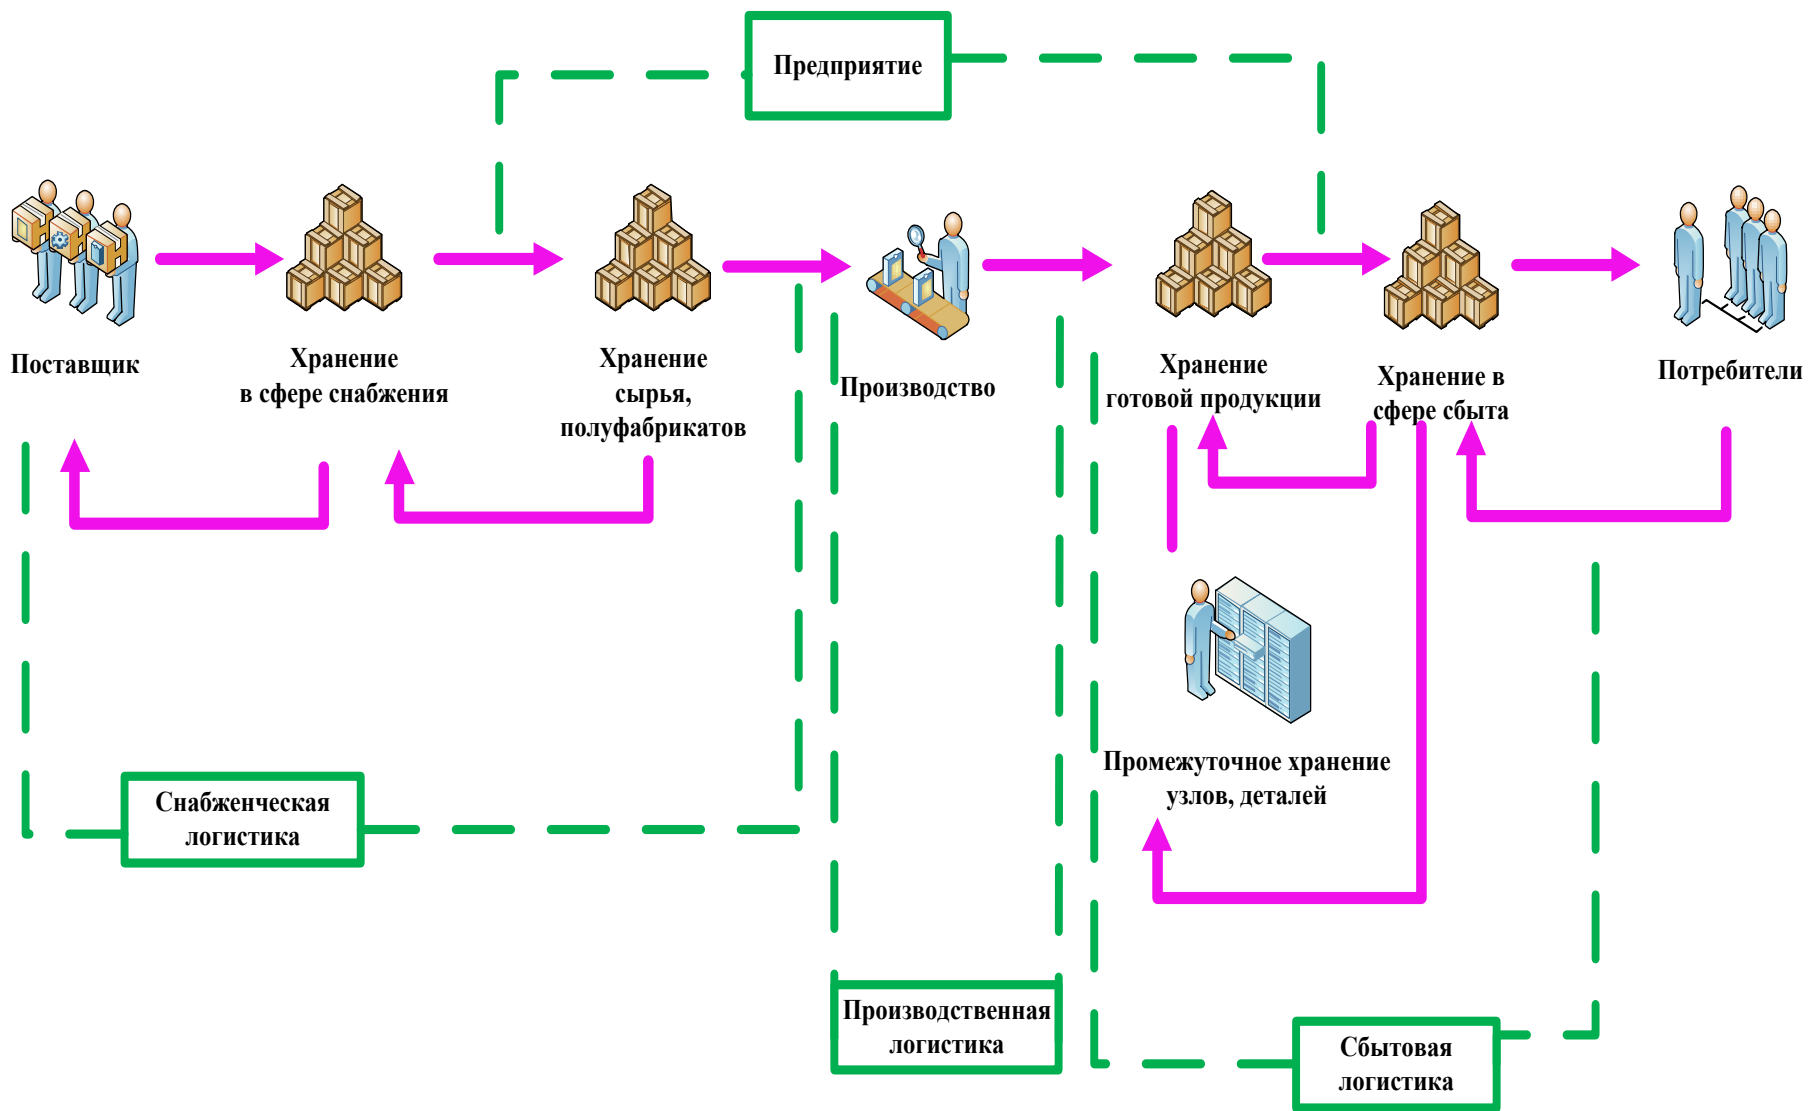 Предприятие
Поставщик
Хранение
в сфере снабжения
Хранение
сырья,
полуфабрикатов
Производство
Хранение
готовой продукции
Хранение в
сфере сбыта
Потребители
Промежуточное хранение
узлов, деталей
Снабженческая
логистика
Производственная
логистика
Сбытовая
логистика